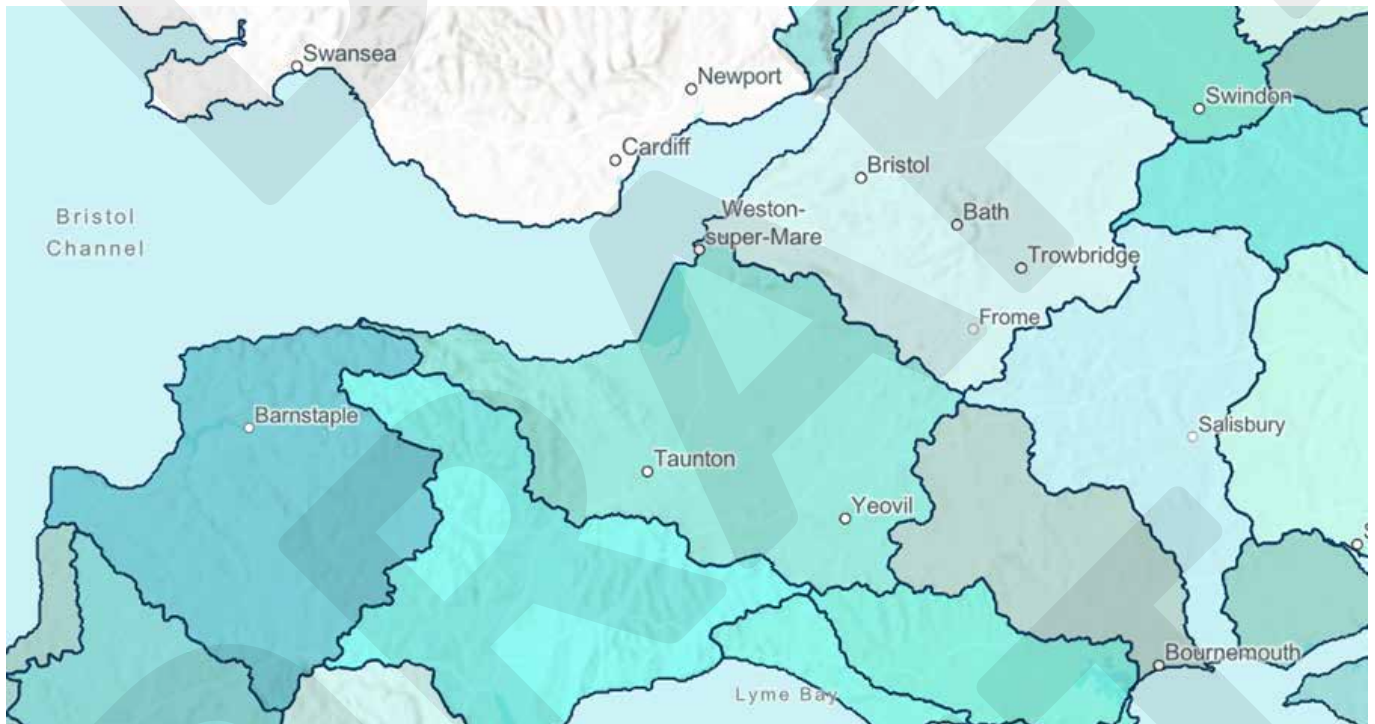 Swansea
Newport
Swindon
Cardiff
Bristol
Bristol
Channel
Weston-
super-Mare
Bath
Trowbridge
Frome
Barnstaple
Salisbury
Taunton
Yeovil
Bournemouth
Lyme Bay